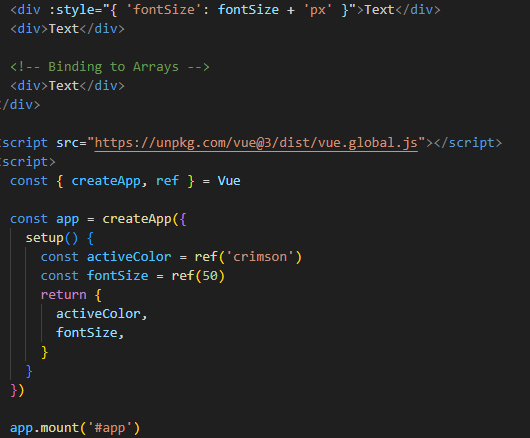 <div :style="{ 'fontSize': fontSize + 'px' }">Text</div>
<div>Text</div>
<!-- Binding to Arrays -->
<div>Text</div>
/div>
script src="https://unpkg.com/vue@3/dist/vue.global.js"></script>
script>
const { createApp, ref } = Vue
const app = createApp({
setup() {
const activeColor = ref('crimson')
const fontSize = ref(50)
return {
activeColor,
fontSize,
}
}
})
app.mount('#app')